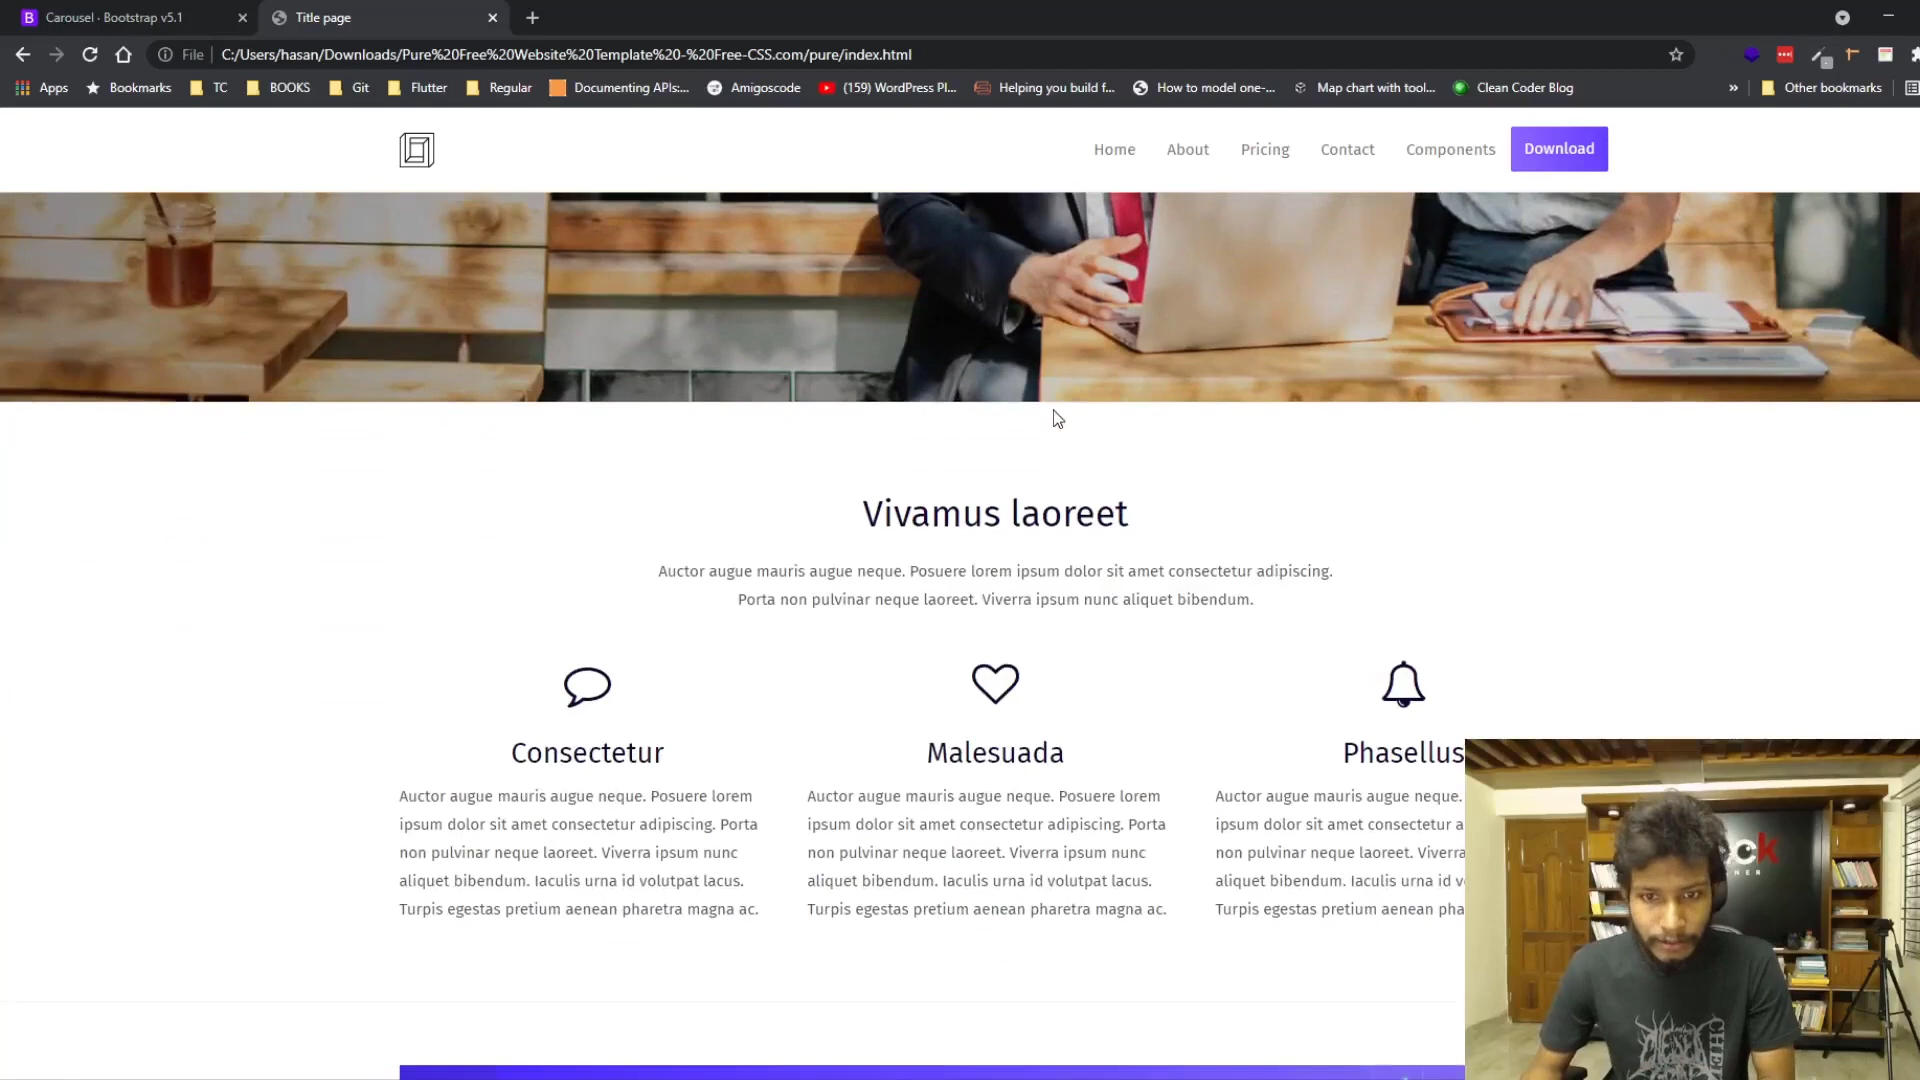 B Carousel · Bootstrap v5.1
Title page
File
C:/Users/hasan/Downloads/Pure%20Free%20Website%20Template%20-%20Free-CSS.com/pure/index.html
Apps
Bookmarks
TC
BOOKS
Git
Flutter
Regular
Documenting APIs:...
Amigoscode
(159) WordPress Pl...
Helping you build f...
How to model one-...
Map chart with tool...
Clean Coder Blog
»
Other bookmarks
Home
About
Pricing
Contact
Components
Download
Vivamus laoreet
Auctor augue mauris augue neque. Posuere lorem ipsum dolor sit amet consectetur adipiscing.
Porta non pulvinar neque laoreet. Viverra ipsum nunc aliquet bibendum.
Consectetur
Auctor augue mauris augue neque. Posuere lorem
ipsum dolor sit amet consectetur adipiscing. Porta
non pulvinar neque laoreet. Viverra ipsum nunc
aliquet bibendum. Iaculis urna id volutpat lacus.
Turpis egestas pretium aenean pharetra magna ac.
Malesuada
Auctor augue mauris augue neque. Posuere lorem
ipsum dolor sit amet consectetur adipiscing. Porta
non pulvinar neque laoreet. Viverra ipsum nunc
aliquet bibendum. Iaculis urna id volutpat lacus.
Turpis egestas pretium aenean pharetra magna ac.
Phasellus
Auctor augue mauris augue neque.
ipsum dolor sit amet consectetur a
non pulvinar neque laoreet. Viverra
aliquet bibendum. Iaculis urna id v
Turpis egestas pretium aenean pha